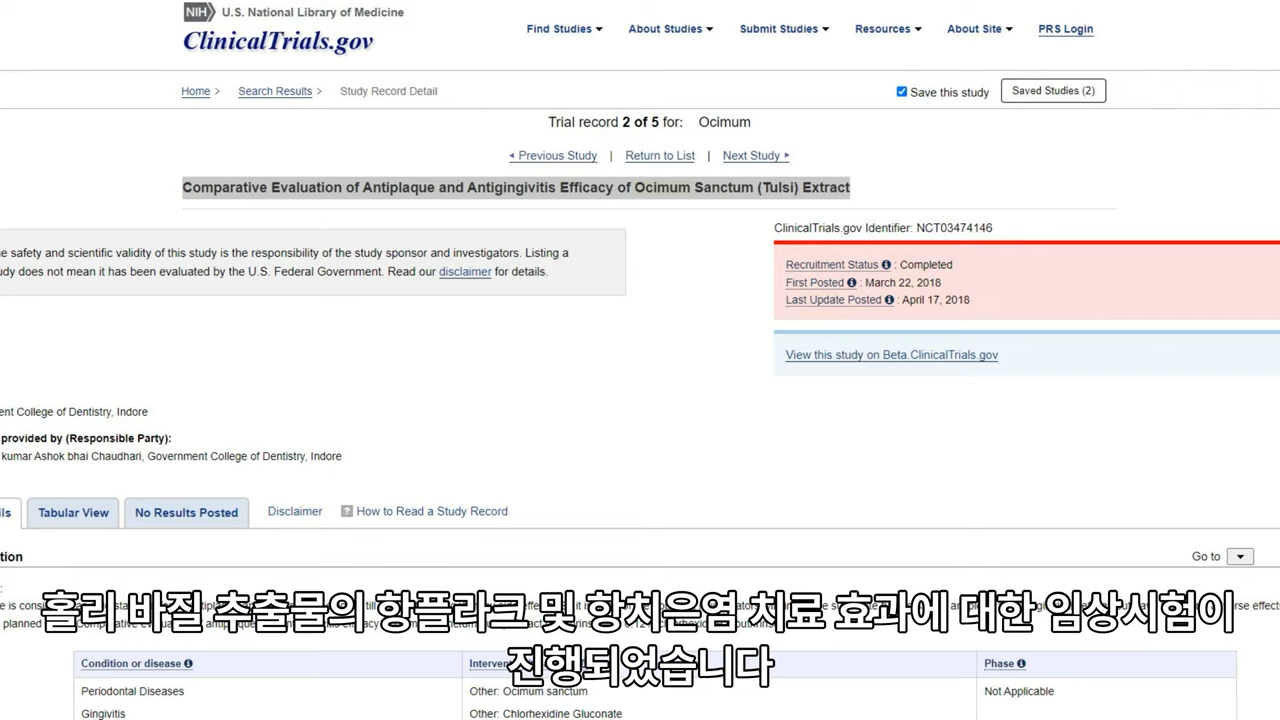 NIH U.S. National Library of Medicine
ClinicalTrials.gov
Find Studies About Studies Submit Studies Resources About Site PRS Login
Home > Search Results > Study Record Detail
Save this study Saved Studies (2)
Trial record 2 of 5 for: Ocimum
Previous Study | Return to List | Next Study
Comparative Evaluation of Antiplaque and Antigingivitis Efficacy of Ocimum Sanctum (Tulsi) Extract
safety and scientific validity of this study is the responsibility of the study sponsor and investigators. Listing a
does not mean it has been evaluated by the U.S. Federal Government. Read our disclaimer for details.
ClinicalTrials.gov Identifier: NCT03474146
Recruitment Status : Completed
First Posted : March 22, 2018
Last Update Posted : April 17, 2018
View this study on Beta.ClinicalTrials.gov
ent College of Dentistry, Indore
provided by (Responsible Party):
kumar Ashok bhai Chaudhari, Government College of Dentistry, Indore
ils Tabular View No Results Posted Disclaimer ? How to Read a Study Record
tion
Go to
홀리 바질 추출물의 항플라크 및 항치은염 치료 효과에 대한 임상시험이
진행되었습니다
Condition or disease Phase
Periodontal Diseases Other: Ocimum sanctum Not Applicable
Gingivitis Other: Chlorhexidine Gluconate